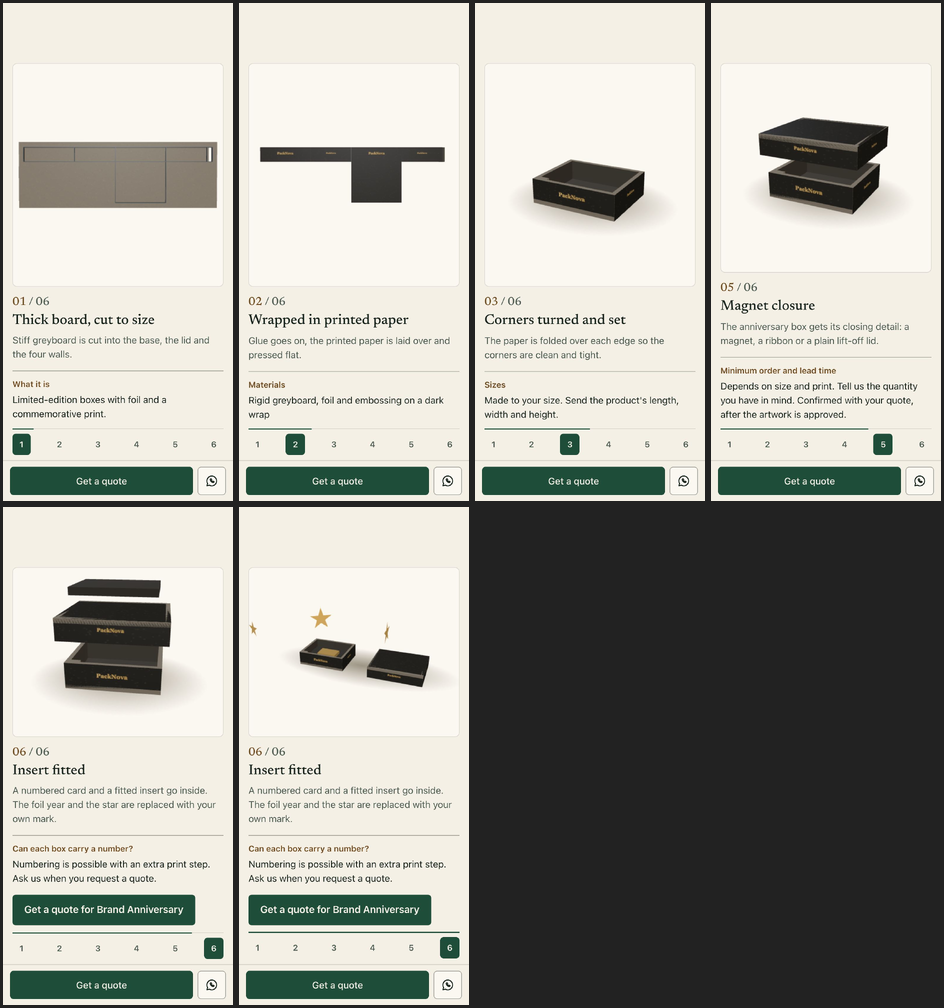 01 / 06
Thick board, cut to size
Stiff greyboard is cut into the base, the lid and
the four walls.
What it is
Limited-edition boxes with foil and a
commemorative print.
1 2 3 4 5 6
Get a quote
PackNova
PackNova
02 / 06
Wrapped in printed paper
Glue goes on, the printed paper is laid over and
pressed flat.
Materials
Rigid greyboard, foil and embossing on a dark
wrap
1 2 3 4 5 6
Get a quote
PackNova
03 / 06
Corners turned and set
The paper is folded over each edge so the
corners are clean and tight.
Sizes
Made to your size. Send the product's length,
width and height.
1 2 3 4 5 6
Get a quote
PackNova
PackNova
05 / 06
Magnet closure
The anniversary box gets its closing detail: a
magnet, a ribbon or a plain lift-off lid.
Minimum order and lead time
Depends on size and print. Tell us the quantity
you have in mind. Confirmed with your quote,
after the artwork is approved.
1 2 3 4 5 6
Get a quote
PackNova
PackNova
06 / 06
Insert fitted
A numbered card and a fitted insert go inside.
The foil year and the star are replaced with your
own mark.
Can each box carry a number?
Numbering is possible with an extra print step.
Ask us when you request a quote.
Get a quote for Brand Anniversary
1 2 3 4 5 6
Get a quote
PackNova
PackNova
06 / 06
Insert fitted
A numbered card and a fitted insert go inside.
The foil year and the star are replaced with your
own mark.
Can each box carry a number?
Numbering is possible with an extra print step.
Ask us when you request a quote.
Get a quote for Brand Anniversary
1 2 3 4 5 6
Get a quote